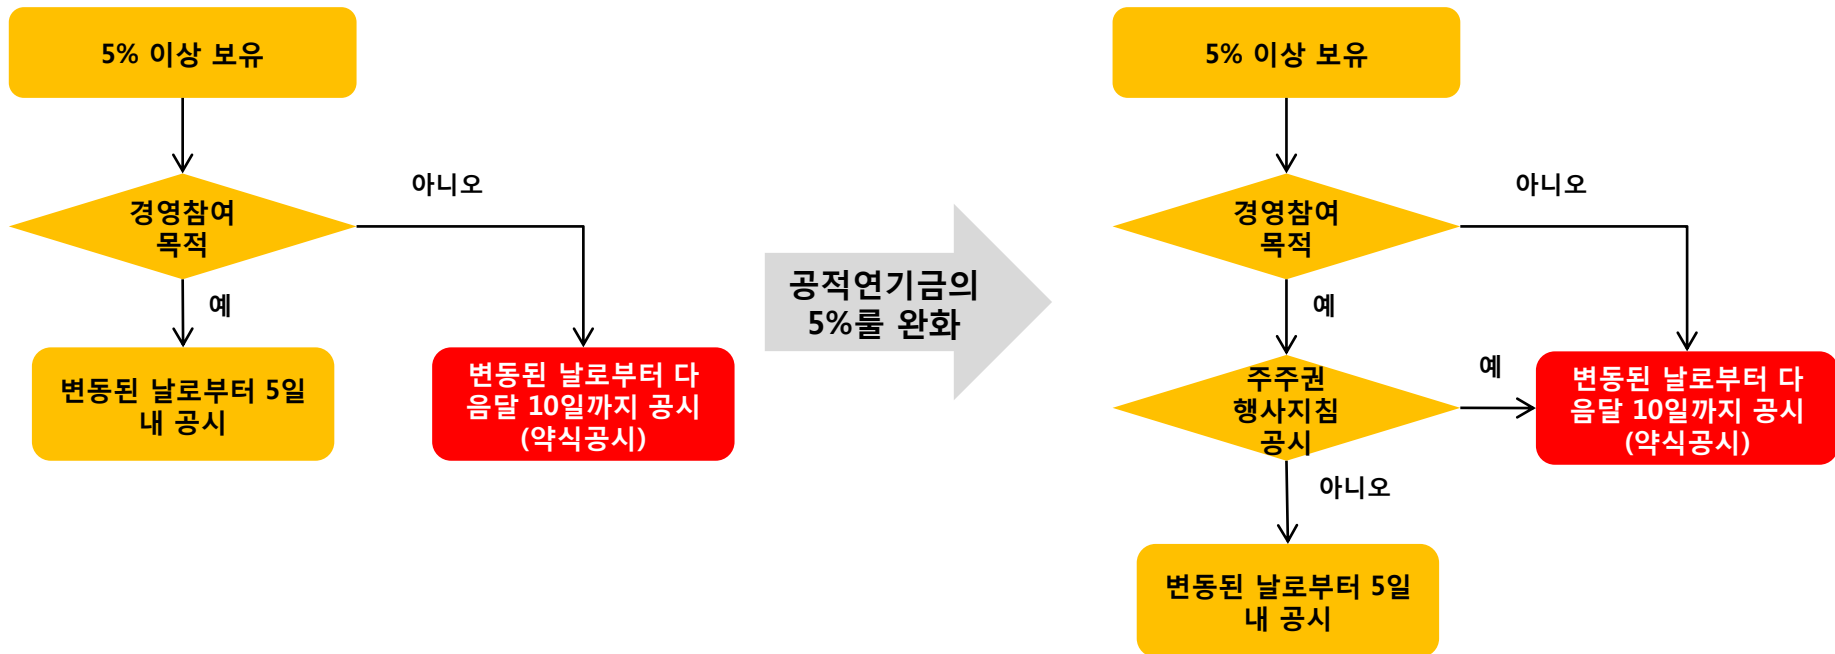 5% 이상 보유
경영참여
목적
아니오
예
변동된 날로부터 5일
내 공시
변동된 날로부터 다
음달 10일까지 공시
(약식공시)
공적연기금의
5%룰 완화
5% 이상 보유
경영참여
목적
아니오
예
주주권
행사지침
공시
예
변동된 날로부터 다
음달 10일까지 공시
(약식공시)
아니오
변동된 날로부터 5일
내 공시